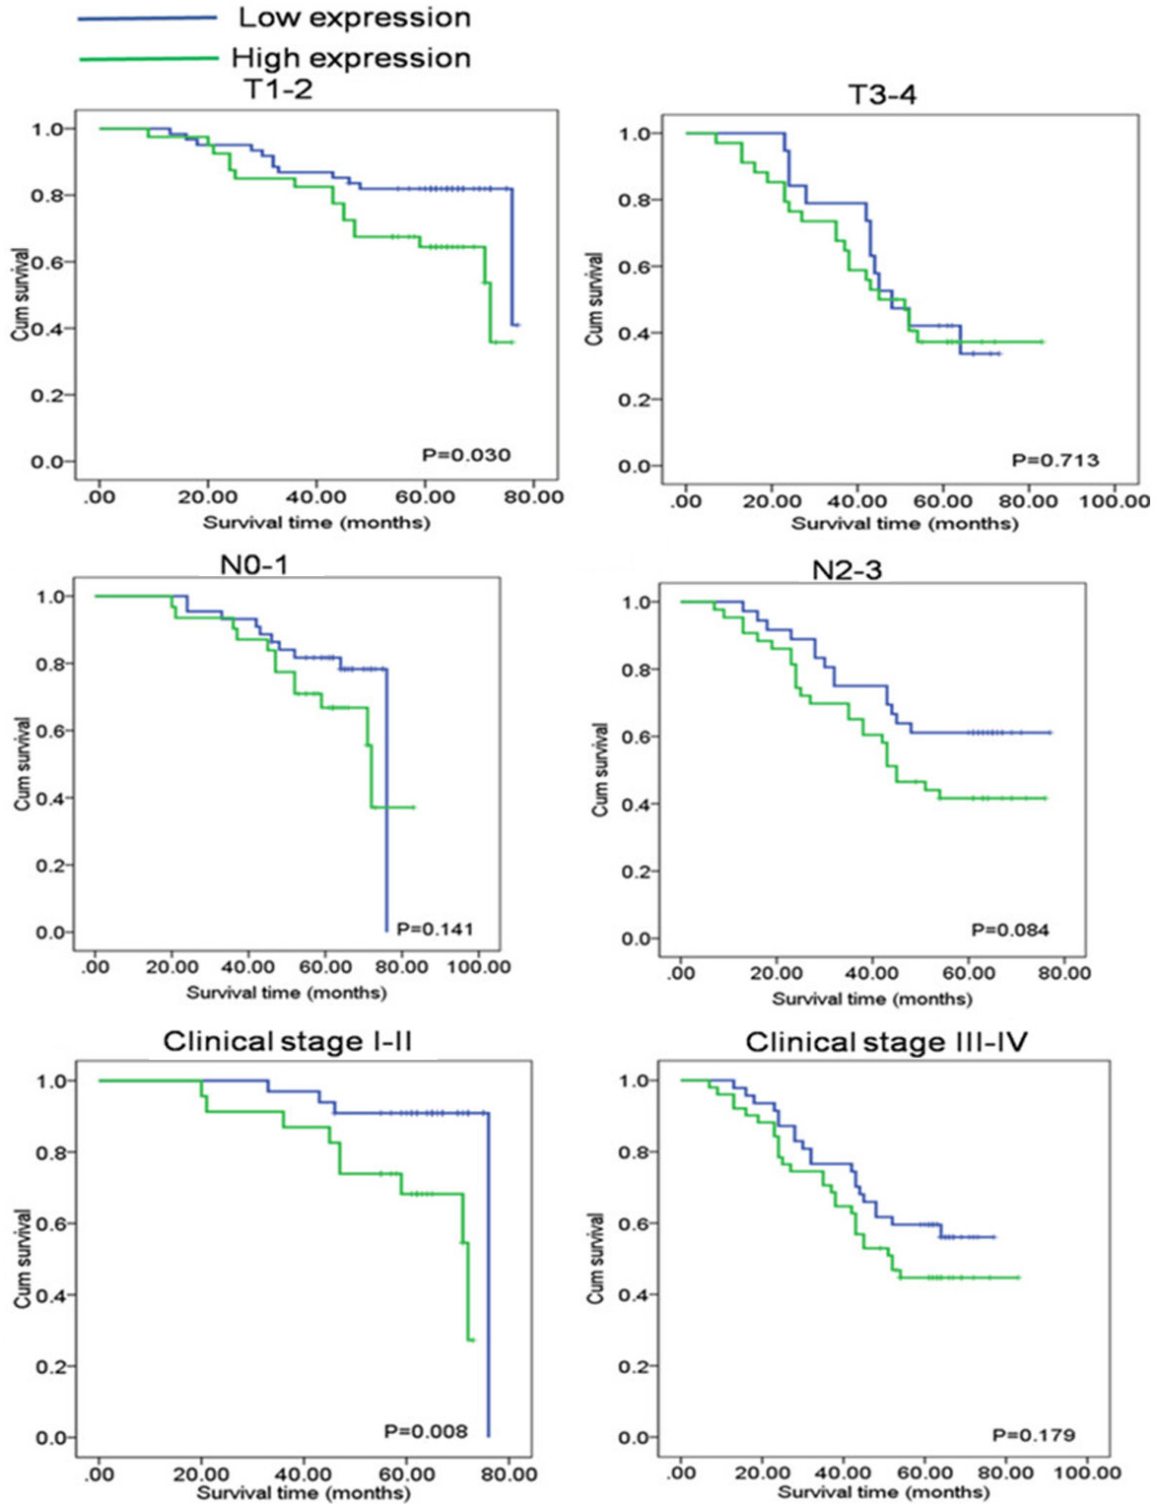 Low expression
High expression
T1-2
1.0
0.8
0.6
0.4
0.2
0.0
Cum survival
P=0.030
.00 20.00 40.00 60.00 80.00
Survival time (months)
T3-4
1.0
0.8
0.6
0.4
0.2
0.0
Cum survival
P=0.713
.00 20.00 40.00 60.00 80.00 100.00
Survival time (months)
N0-1
1.0
0.8
0.6
0.4
0.2
0.0
Cum survival
P=0.141
.00 20.00 40.00 60.00 80.00 100.00
Survival time (months)
N2-3
1.0
0.8
0.6
0.4
0.2
0.0
Cum survival
P=0.084
.00 20.00 40.00 60.00 80.00
Survival time (months)
Clinical stage I-II
1.0
0.8
0.6
0.4
0.2
0.0
Cum survival
P=0.008
.00 20.00 40.00 60.00 80.00
Survival time (months)
Clinical stage III-IV
1.0
0.8
0.6
0.4
0.2
0.0
Cum survival
P=0.179
.00 20.00 40.00 60.00 80.00 100.00
Survival time (months)